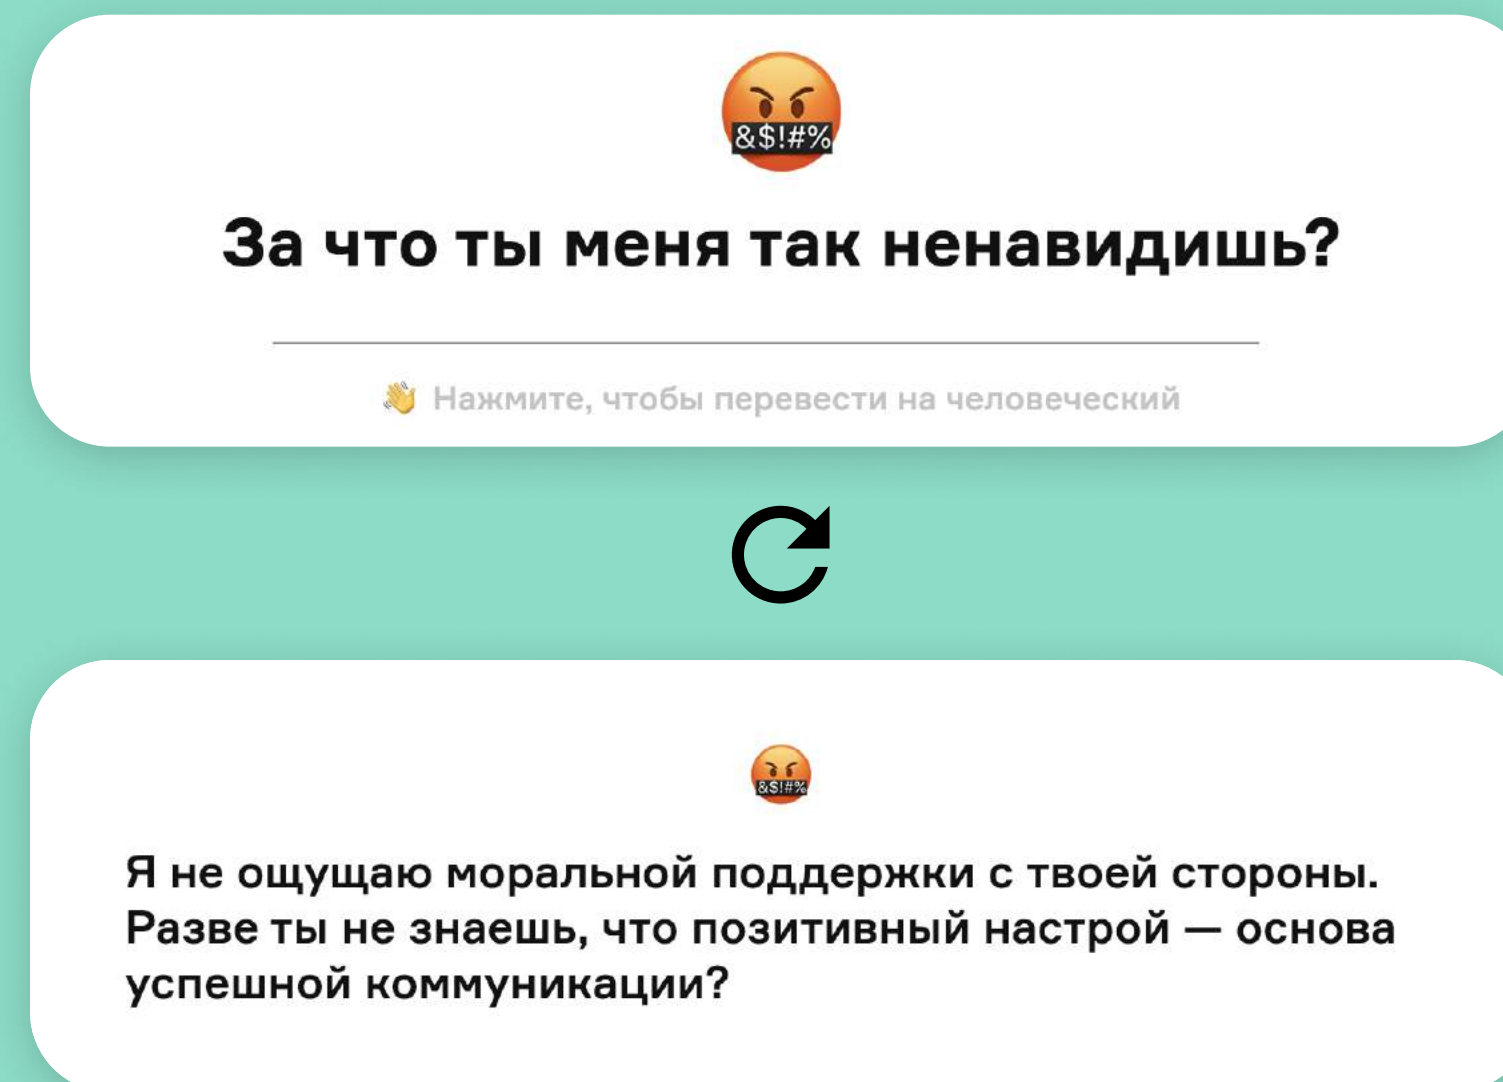 &$!#%
За что ты меня так ненавидишь?
Нажмите, чтобы перевести на человеческий
&$!#%
Я не ощущаю моральной поддержки с твоей стороны.
Разве ты не знаешь, что позитивный настрой — основа
успешной коммуникации?